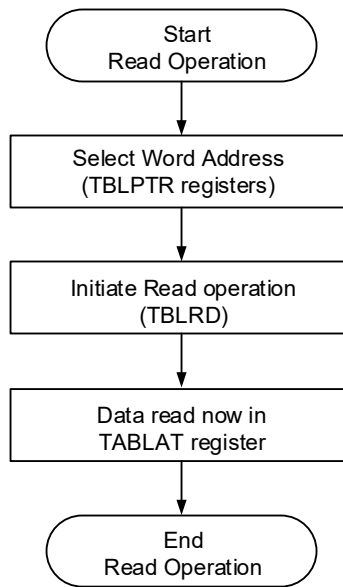 Start
Read Operation
Select Word Address
(TBLPTR registers)
Initiate Read operation
(TBLRD)
Data read now in
TABLAT register
End
Read Operation